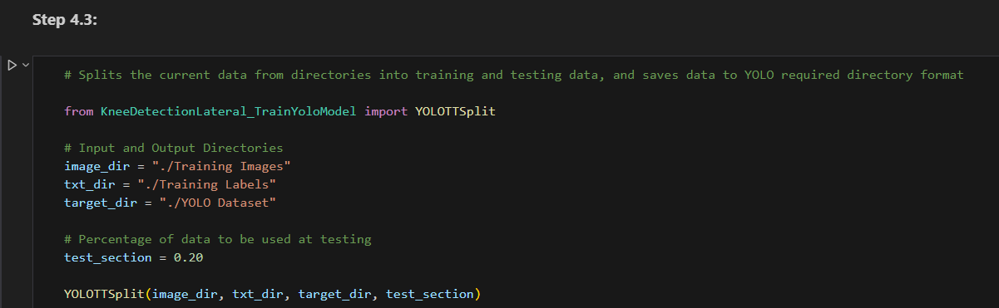 Step 4.3:
# Splits the current data from directories into training and testing data, and saves data to YOLO required directory format
from KneeDetectionLateral_TrainYoloModel import YOLOTTSplit
# Input and Output Directories
image_dir = "./Training Images"
txt_dir = "./Training Labels"
target_dir = "./YOLO Dataset"
# Percentage of data to be used at testing
test_section = 0.20
YOLOTTSplit(image_dir, txt_dir, target_dir, test_section)